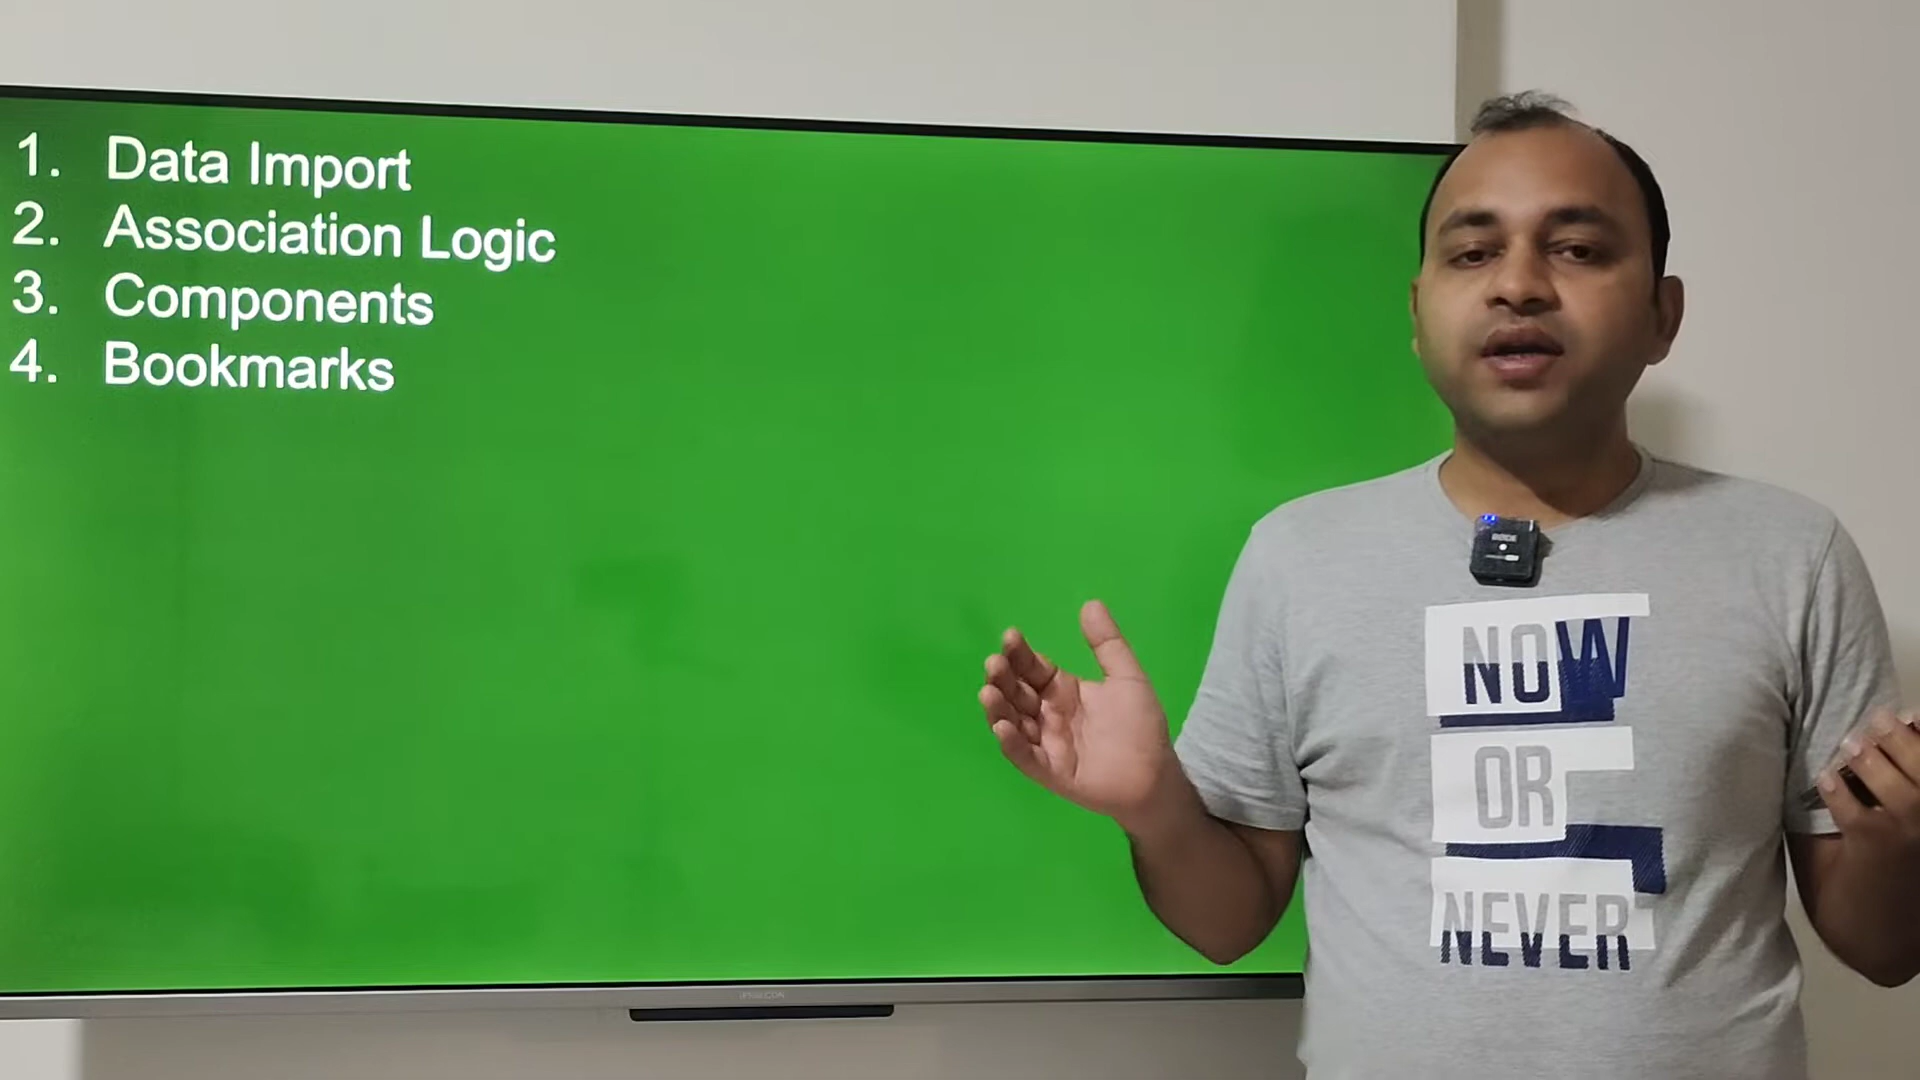 1. Data Import
2. Association Logic
3. Components
4. Bookmarks
NOW
OR
NEVER